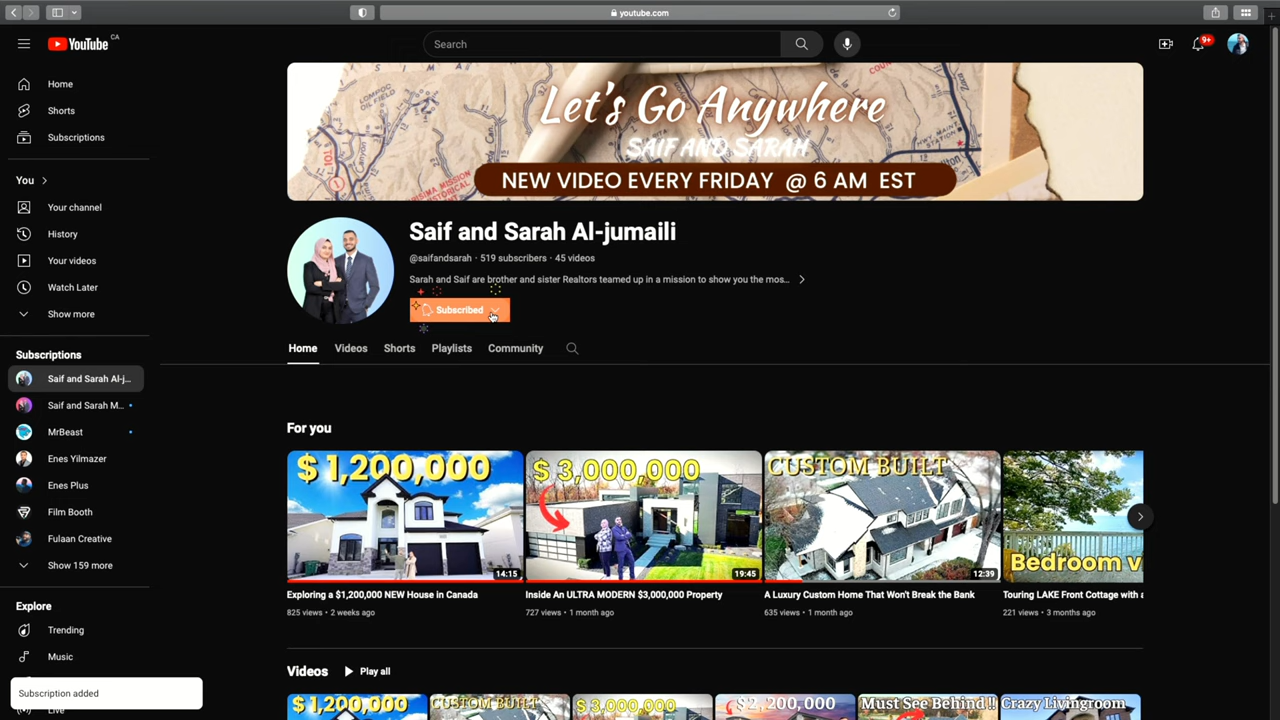 youtube.com
YouTube CA
Search
9+
Home
Shorts
Subscriptions
You
Your channel
History
Your videos
Watch Later
Show more
Subscriptions
Saif and Sarah Al-j...
Saif and Sarah M...
MrBeast
Enes Yilmazer
Enes Plus
Film Booth
Fulaan Creative
Show 159 more
Explore
Trending
Music
Live
Subscription added
Let's Go Anywhere
SAIF AND SARAH
NEW VIDEO EVERY FRIDAY @ 6 AM EST
Saif and Sarah Al-jumaili
@saifandsarah · 519 subscribers · 45 videos
Sarah and Saif are brother and sister Realtors teamed up in a mission to show you the mos...
Subscribed
Home Videos Shorts Playlists Community
For you
$ 1,200,000
14:15
Exploring a $1,200,000 NEW House in Canada
825 views · 2 weeks ago
$ 3,000,000
19:45
Inside An ULTRA MODERN $3,000,000 Property
727 views · 1 month ago
CUSTOM BUILT
12:39
A Luxury Custom Home That Won't Break the Bank
635 views · 1 month ago
Bedroom
Touring LAKE Front Cottage with
221 views · 3 months ago
Videos Play all
$ 1,200,000
CUSTOM BUILT
$ 3,000,000
$ 2,200,000
Must See Behind !!
Crazy Livingroom